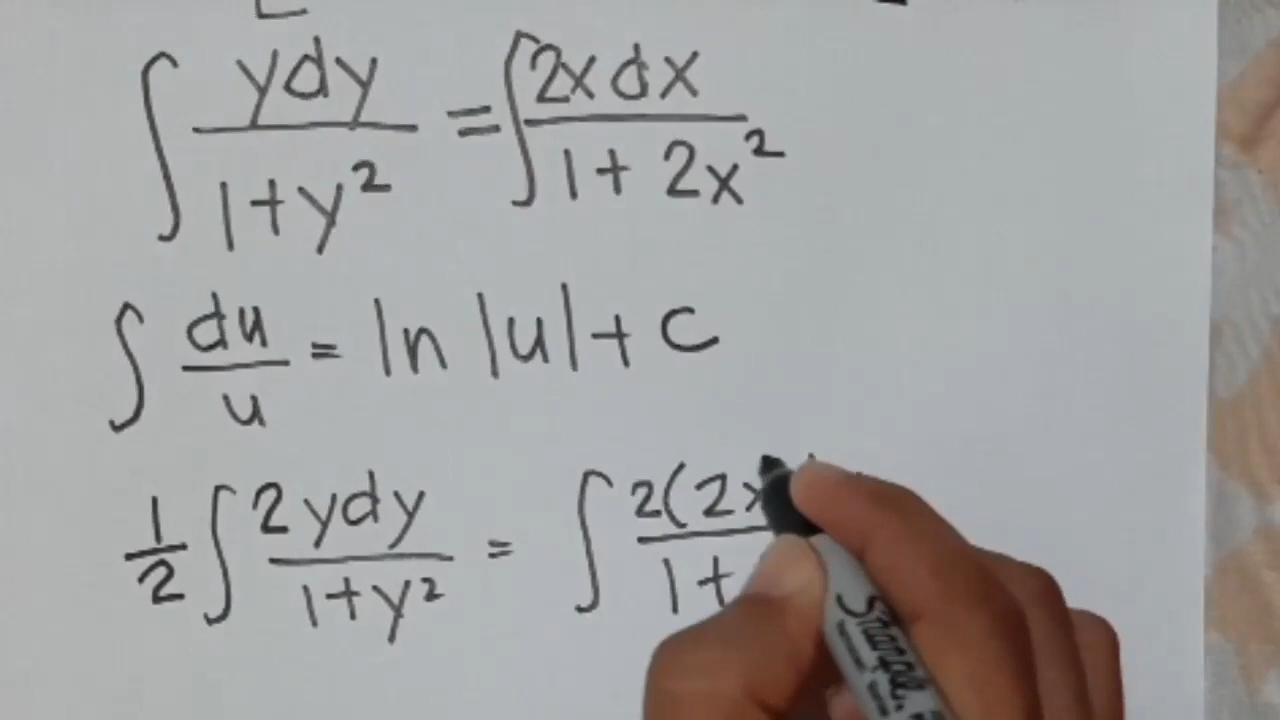 ∫ ydy / 1+y² = ∫ 2x dx / 1 + 2x²
∫ du / u = ln |u| + c
1/2 ∫ 2ydy / 1+y² = ∫ 2(2x / 1+